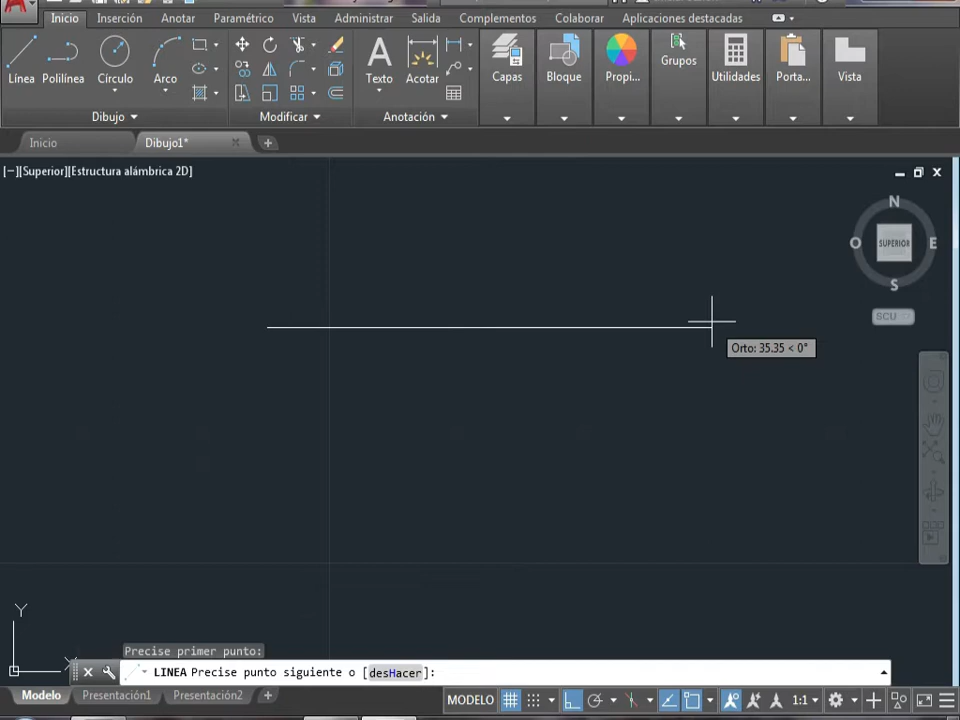 Inicio Inserción Anotar Paramétrico Vista Administrar Salida Complementos Colaborar Aplicaciones destacadas
Línea Polilínea Círculo Arco Texto Acotar Capas Bloque Propi... Grupos Utilidades Porta... Vista
Dibujo Modificar Anotación
Inicio Dibujo1*
[−][Superior][Estructura alámbrica 2D]
N
O SUPERIOR E
S
SCU
Orto: 35.35 < 0°
Y
X
Precise primer punto:
LINEA Precise punto siguiente o [desHacer]:
Modelo Presentación1 Presentación2 MODELO 1:1